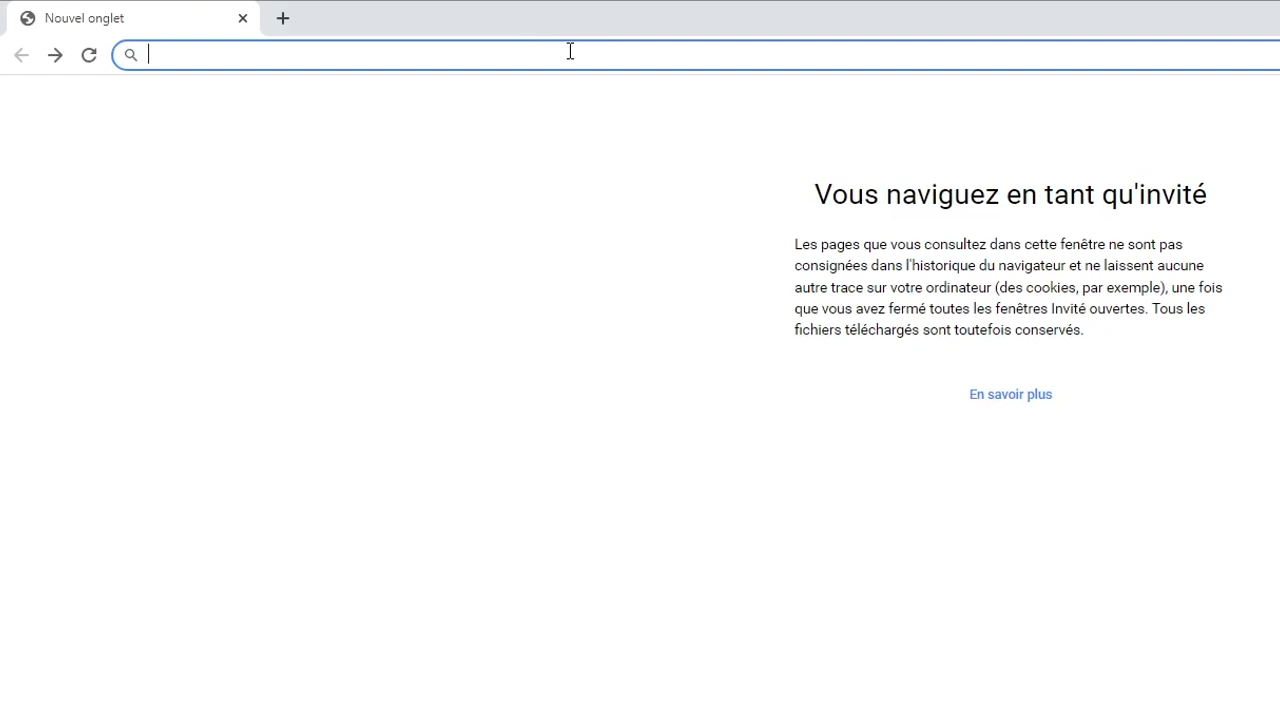 Nouvel onglet
Vous naviguez en tant qu'invité
Les pages que vous consultez dans cette fenêtre ne sont pas
consignées dans l'historique du navigateur et ne laissent aucune
autre trace sur votre ordinateur (des cookies, par exemple), une fois
que vous avez fermé toutes les fenêtres Invité ouvertes. Tous les
fichiers téléchargés sont toutefois conservés.
En savoir plus